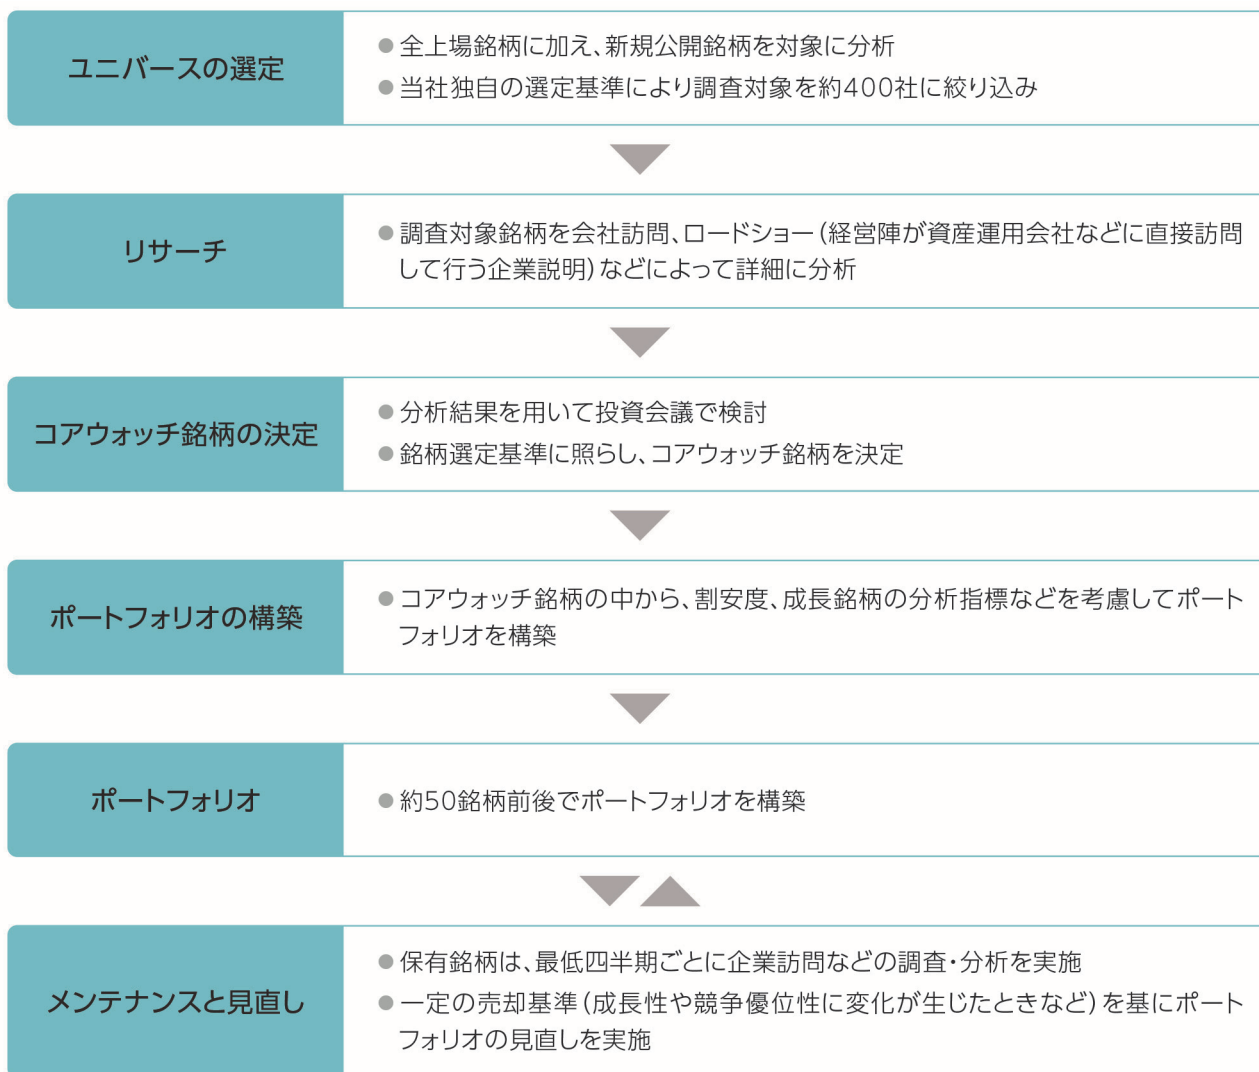 ユニバースの選定
●全上場銘柄に加え、新規公開銘柄を対象に分析
●当社独自の選定基準により調査対象を約400社に絞り込み
リサーチ
●調査対象銘柄を会社訪問、ロードショー(経営陣が資産運用会社などに直接訪問
して行う企業説明)などによって詳細に分析
コアウォッチ銘柄の決定
●分析結果を用いて投資会議で検討
●銘柄選定基準に照らし、コアウォッチ銘柄を決定
ポートフォリオの構築
●コアウォッチ銘柄の中から、割安度、成長銘柄の分析指標などを考慮してポート
フォリオを構築
ポートフォリオ
●約50銘柄前後でポートフォリオを構築
メンテナンスと見直し
●保有銘柄は、最低四半期ごとに企業訪問などの調査・分析を実施
●一定の売却基準(成長性や競争優位性に変化が生じたときなど)を基にポート
フォリオの見直しを実施